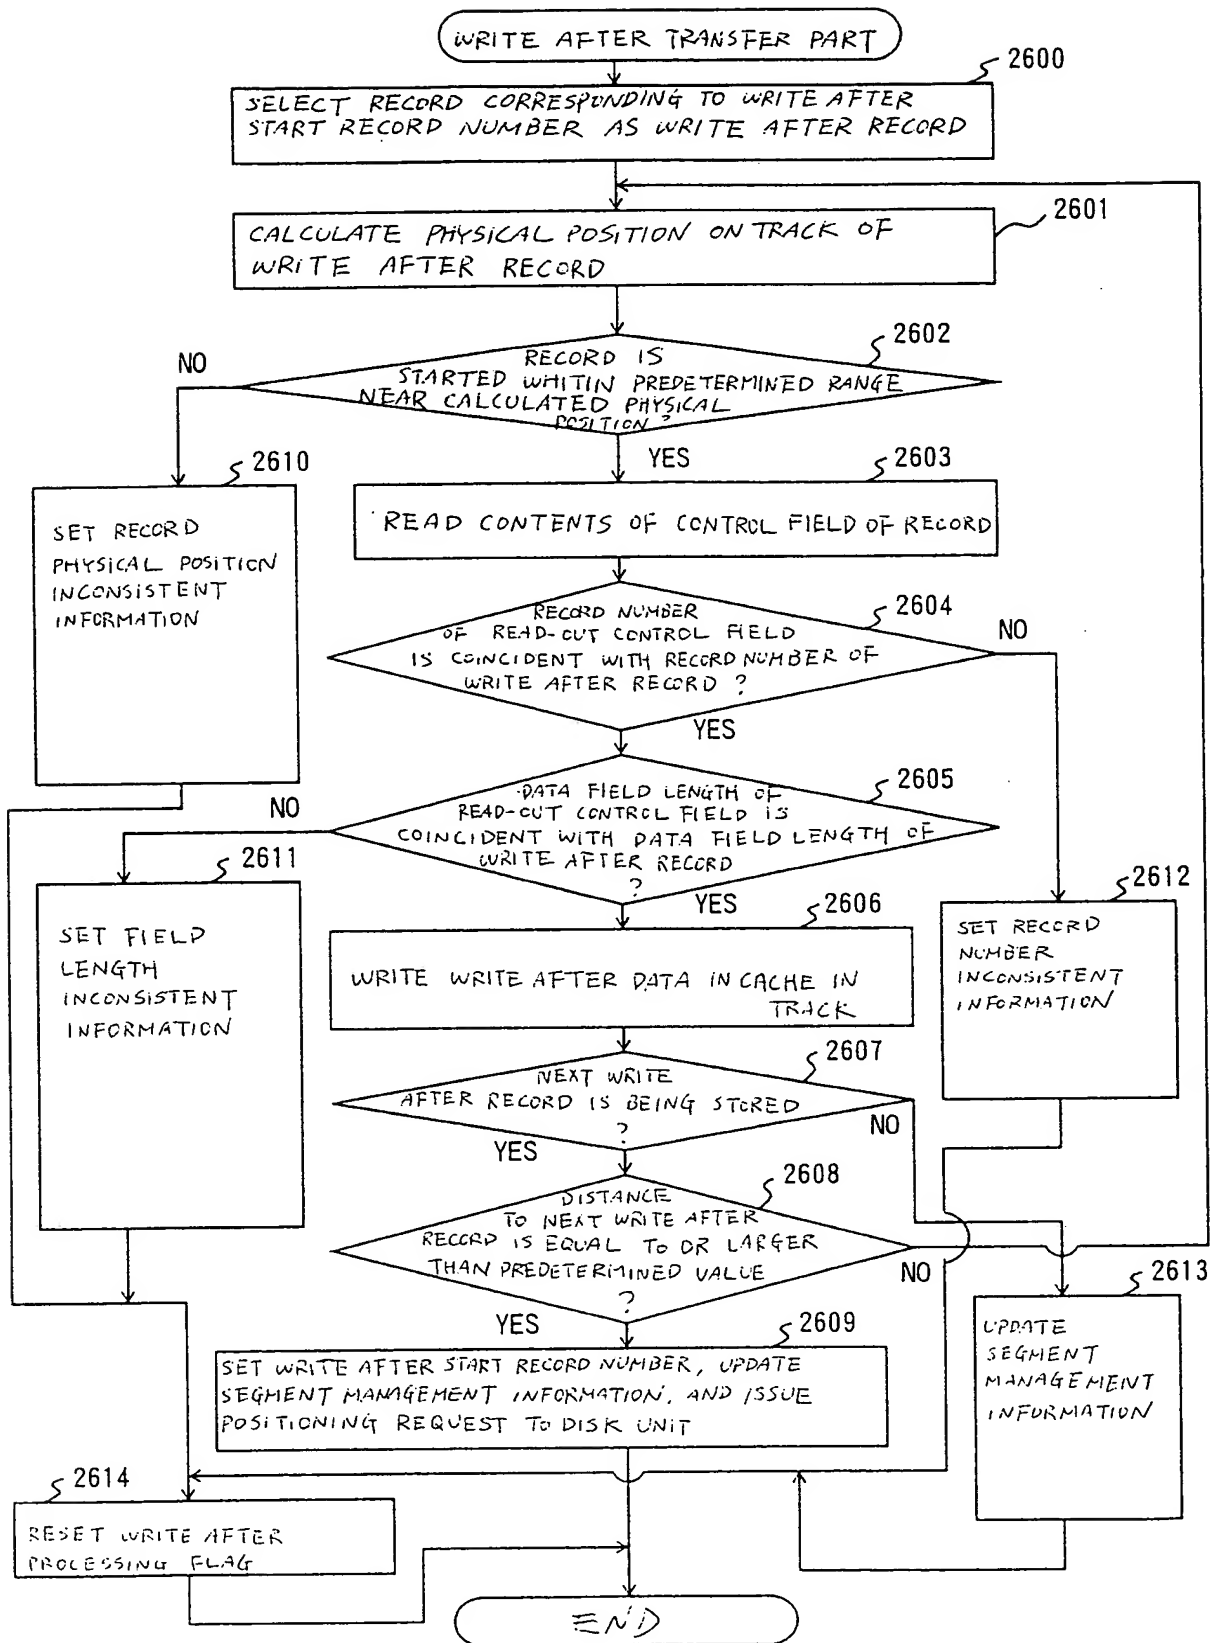 WRITE AFTER TRANSFER PART
2600
SELECT RECORD CORRESPONDING TO WRITE AFTER
START RECORD NUMBER AS WRITE AFTER RECORD
2601
CALCULATE PHYSICAL POSITION ON TRACK OF
WRITE AFTER RECORD
2602
RECORD IS
STARTED WHITIN PREDETERMINED RANGE
NEAR CALCULATED PHYSICAL
POSITION?
NO
YES
2610
SET RECORD
PHYSICAL POSITION
INCONSISTENT
INFORMATION
2603
READ CONTENTS OF CONTROL FIELD OF RECORD
2604
RECORD NUMBER
OF READ-OUT CONTROL FIELD
IS COINCIDENT WITH RECORD NUMBER OF
WRITE AFTER RECORD ?
NO
YES
2605
DATA FIELD LENGTH OF
READ-OUT CONTROL FIELD IS
COINCIDENT WITH DATA FIELD LENGTH OF
WRITE AFTER RECORD
?
NO
YES
2611
SET FIELD
LENGTH
INCONSISTENT
INFORMATION
2612
SET RECORD
NUMBER
INCONSISTENT
INFORMATION
2606
WRITE WRITE AFTER DATA IN CACHE IN
TRACK
2607
NEXT WRITE
AFTER RECORD IS BEING STORED
?
NO
YES
2608
DISTANCE
TO NEXT WRITE AFTER
RECORD IS EQUAL TO OR LARGER
THAN PREDETERMINED VALUE
?
NO
YES
2613
UPDATE
SEGMENT
MANAGEMENT
INFORMATION
2609
SET WRITE AFTER START RECORD NUMBER, UPDATE
SEGMENT MANAGEMENT INFORMATION, AND ISSUE
POSITIONING REQUEST TO DISK UNIT
2614
RESET WRITE AFTER
PROCESSING FLAG
END